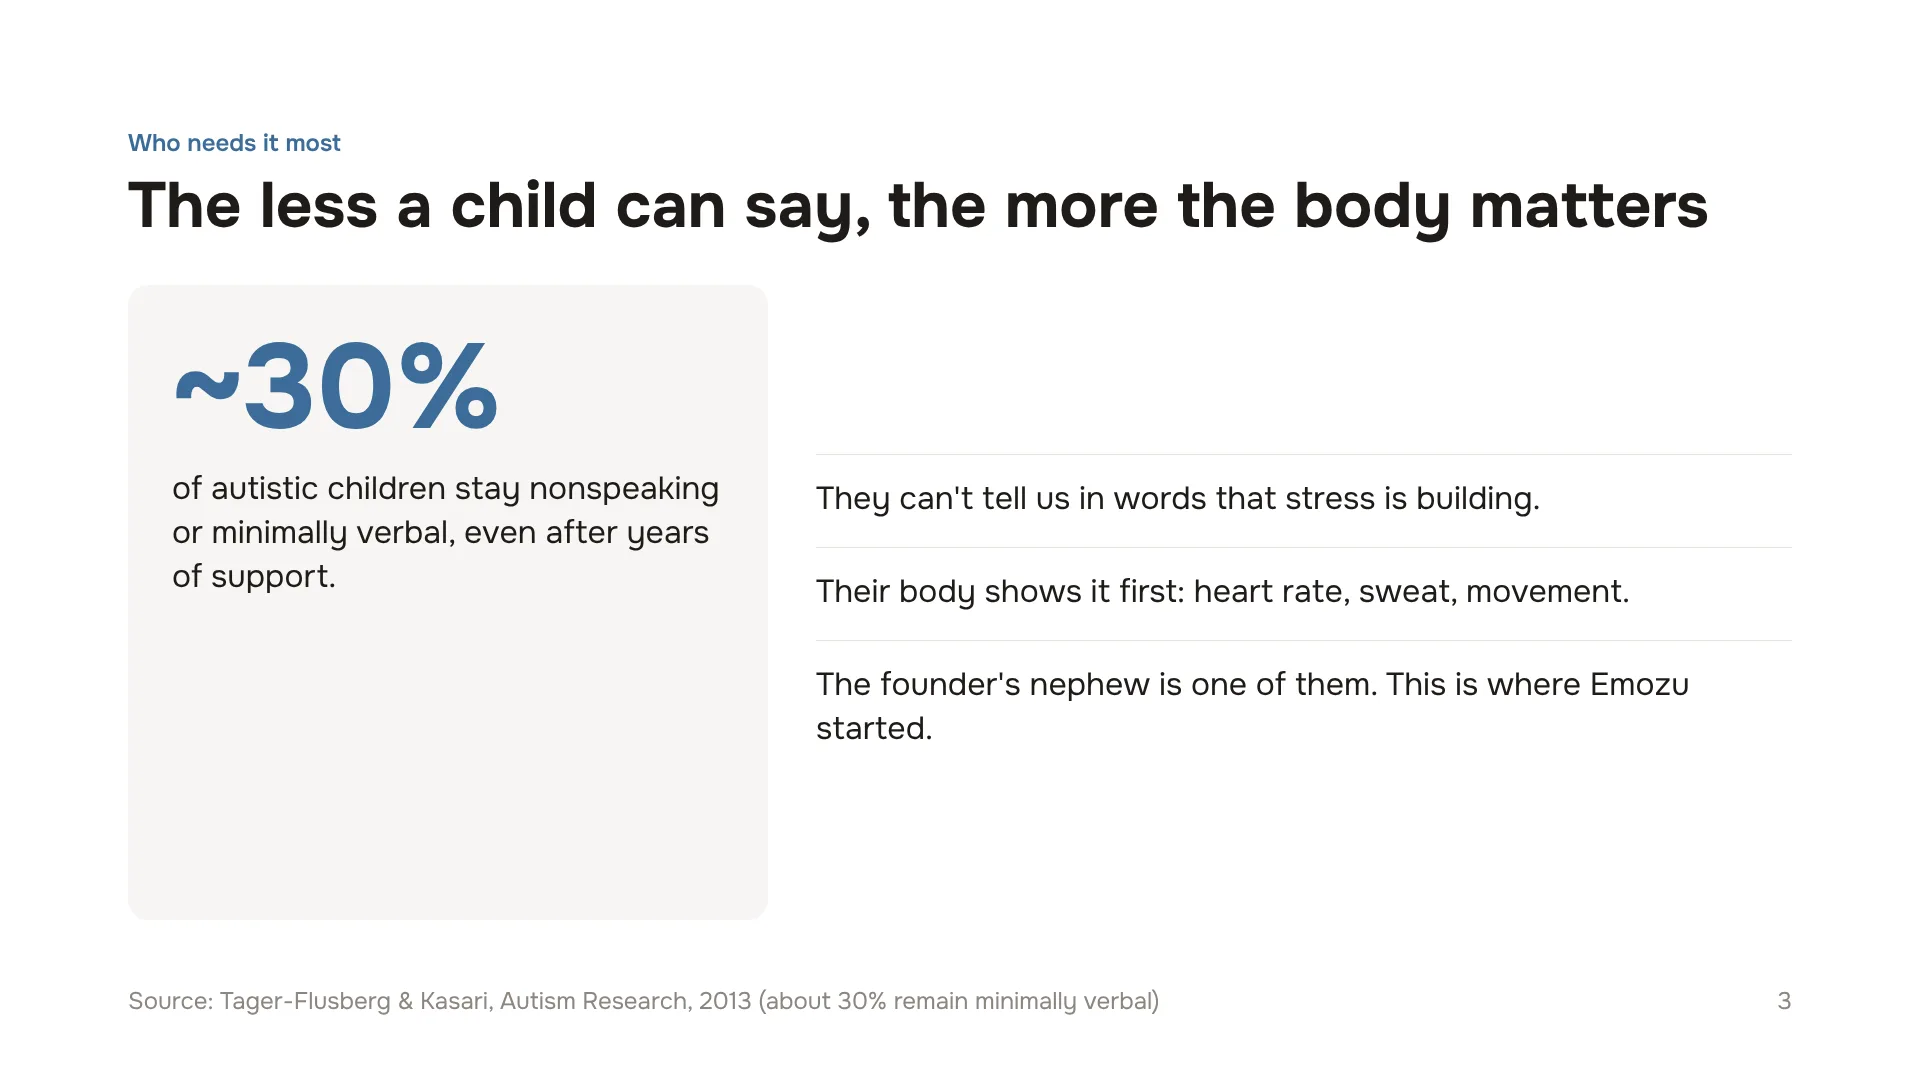 Who needs it most
The less a child can say, the more the body matters
~30%
of autistic children stay nonspeaking
or minimally verbal, even after years
of support.
They can't tell us in words that stress is building.
Their body shows it first: heart rate, sweat, movement.
The founder's nephew is one of them. This is where Emozu
started.
Source: Tager-Flusberg & Kasari, Autism Research, 2013 (about 30% remain minimally verbal)
3